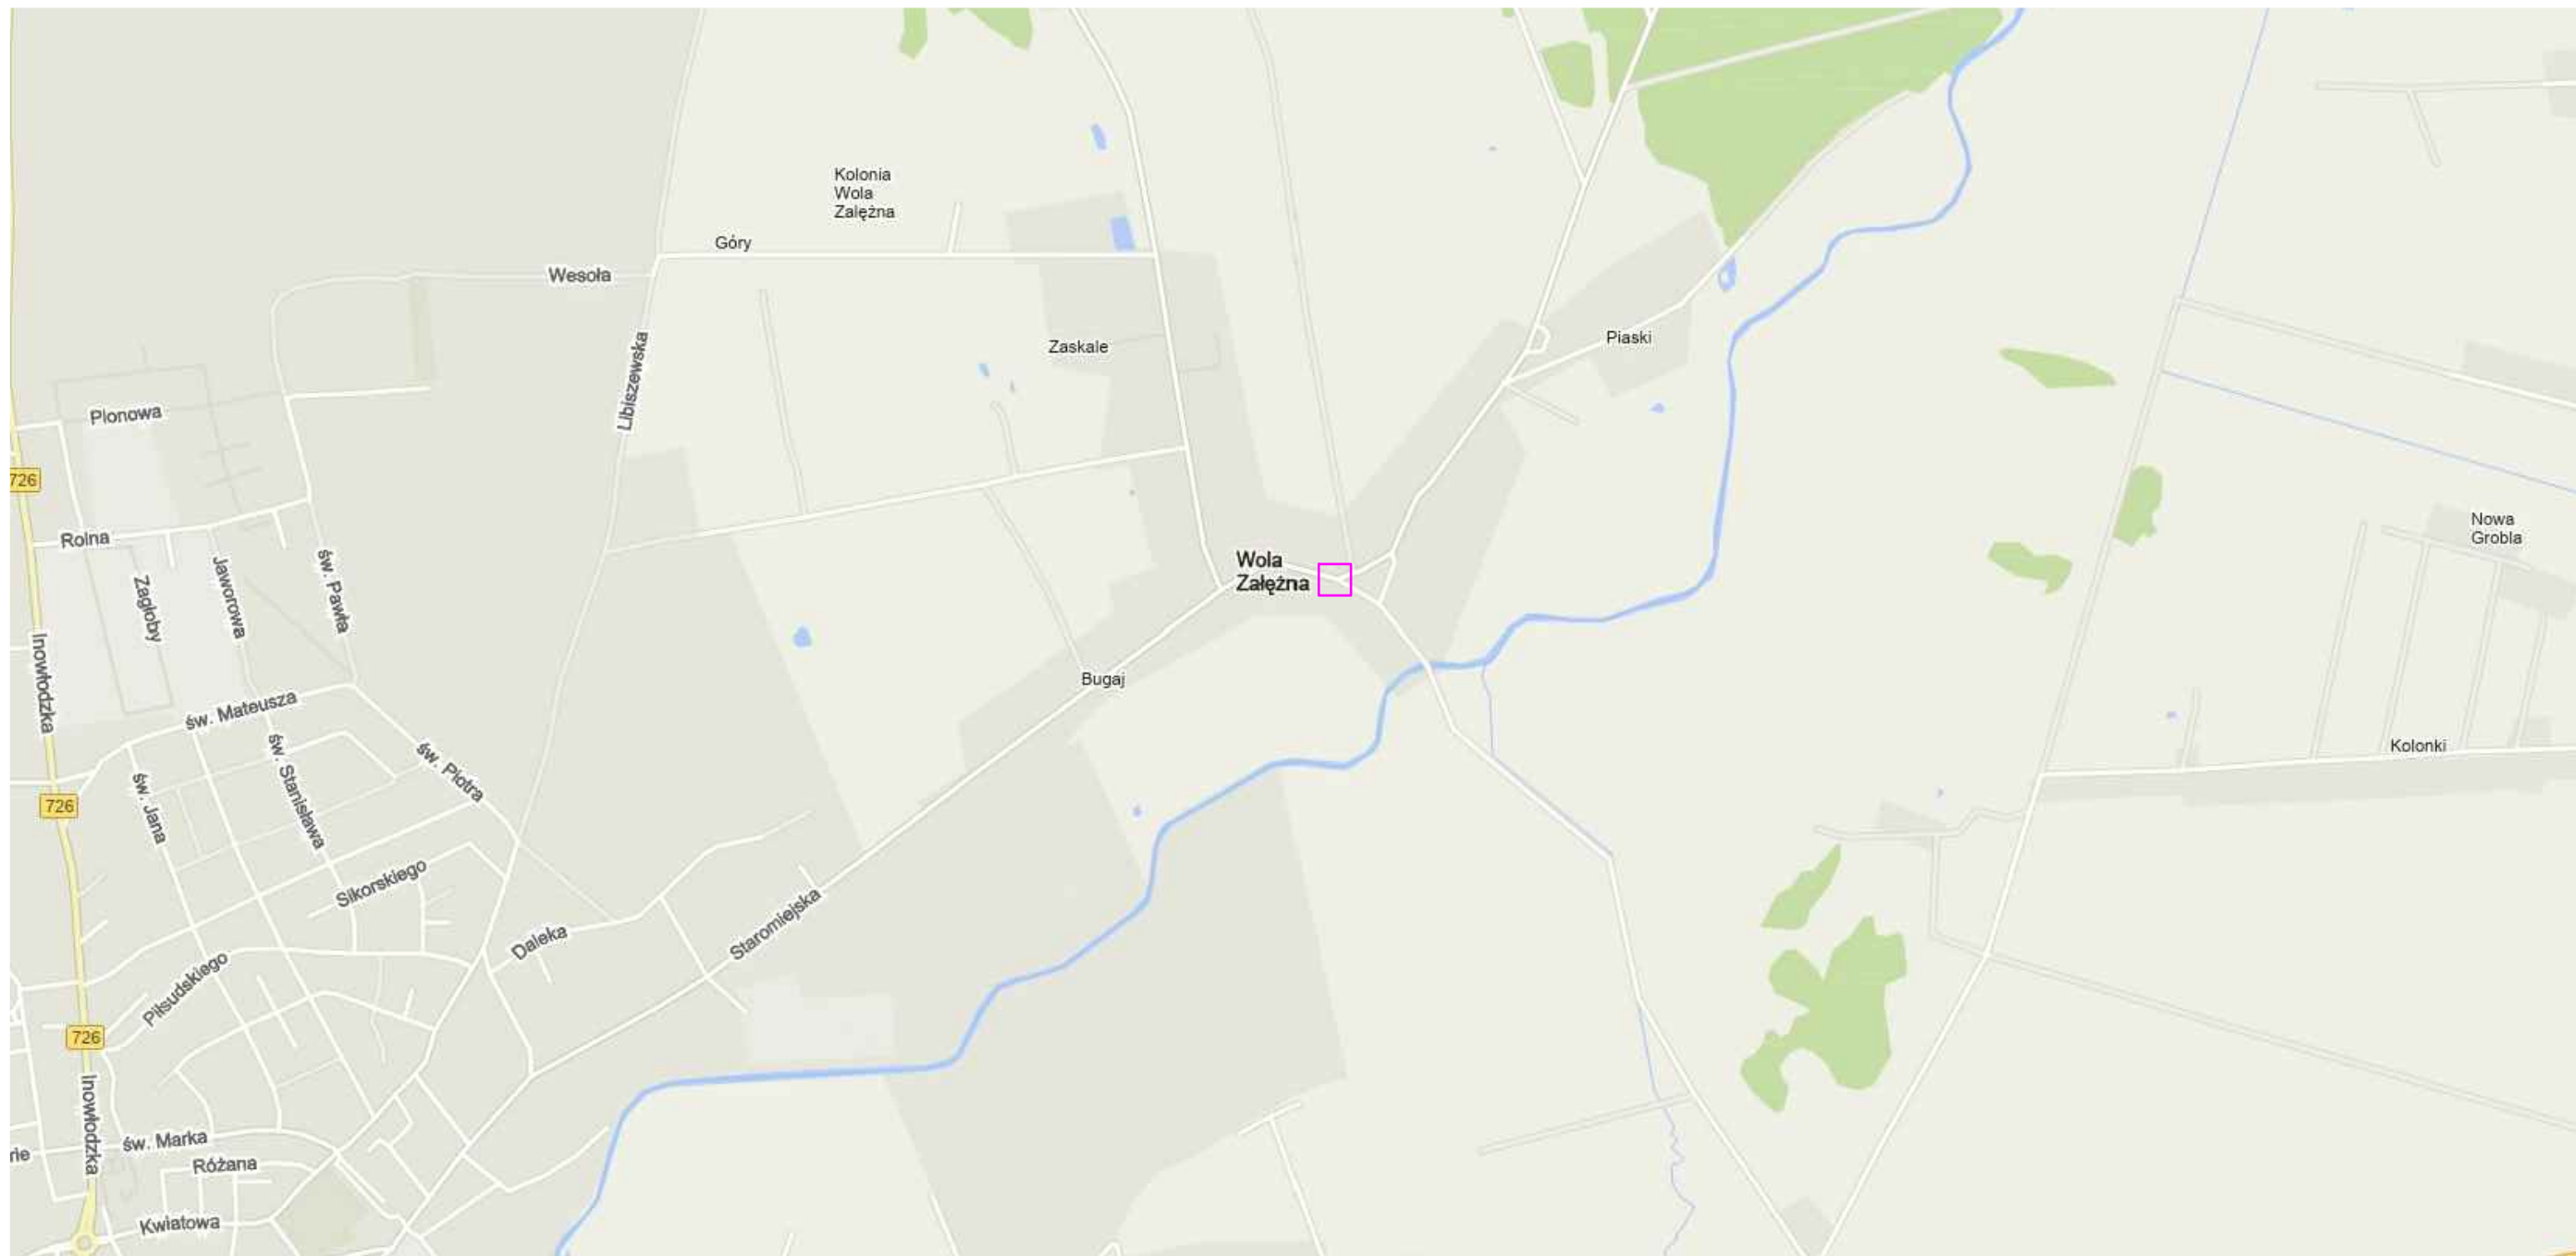 Kolonia
Wola
Zalężna
Góry
Wesoła
Libiszewska
Zaskale
Piaski
Plonowa
726
Rolna
Zagłoby
Jaworowa
św. Pawła
Inowłodzka
Wola
Załężna
Nowa
Grobla
Bugaj
św. Mateusza
św. Stanisława
św. Piotra
św. Jana
Kolonki
726
Sikorskiego
Staromiejska
Daleka
Piłsudskiego
726
Inowłodzka
św. Marka
Różana
Kwiatowa